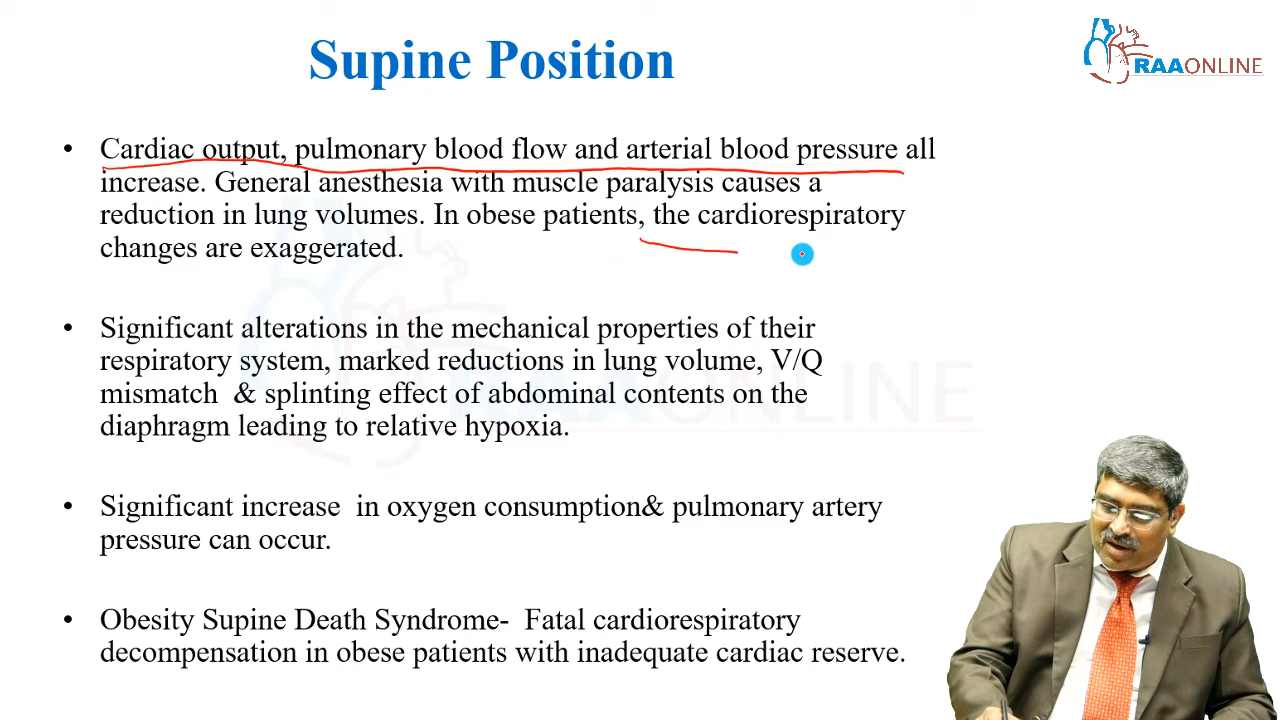 Supine Position
RAAONLINE
• Cardiac output, pulmonary blood flow and arterial blood pressure all
increase. General anesthesia with muscle paralysis causes a
reduction in lung volumes. In obese patients, the cardiorespiratory
changes are exaggerated.
• Significant alterations in the mechanical properties of their
respiratory system, marked reductions in lung volume, V/Q
mismatch & splinting effect of abdominal contents on the
diaphragm leading to relative hypoxia.
RAAONLINE
• Significant increase in oxygen consumption& pulmonary artery
pressure can occur.
• Obesity Supine Death Syndrome- Fatal cardiorespiratory
decompensation in obese patients with inadequate cardiac reserve.